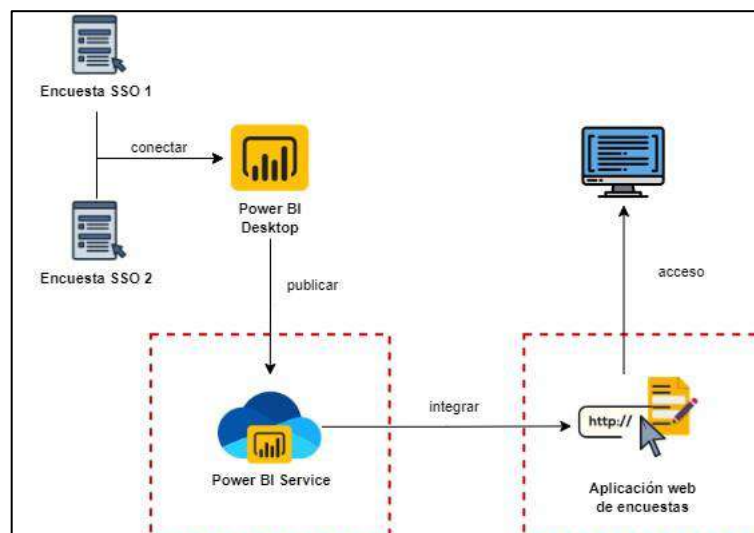 Encuesta SSO 1
conectar
Power BI
Desktop
Encuesta SSO 2
publicar
acceso
Power BI Service
integrar
http://
Aplicación web
de encuestas